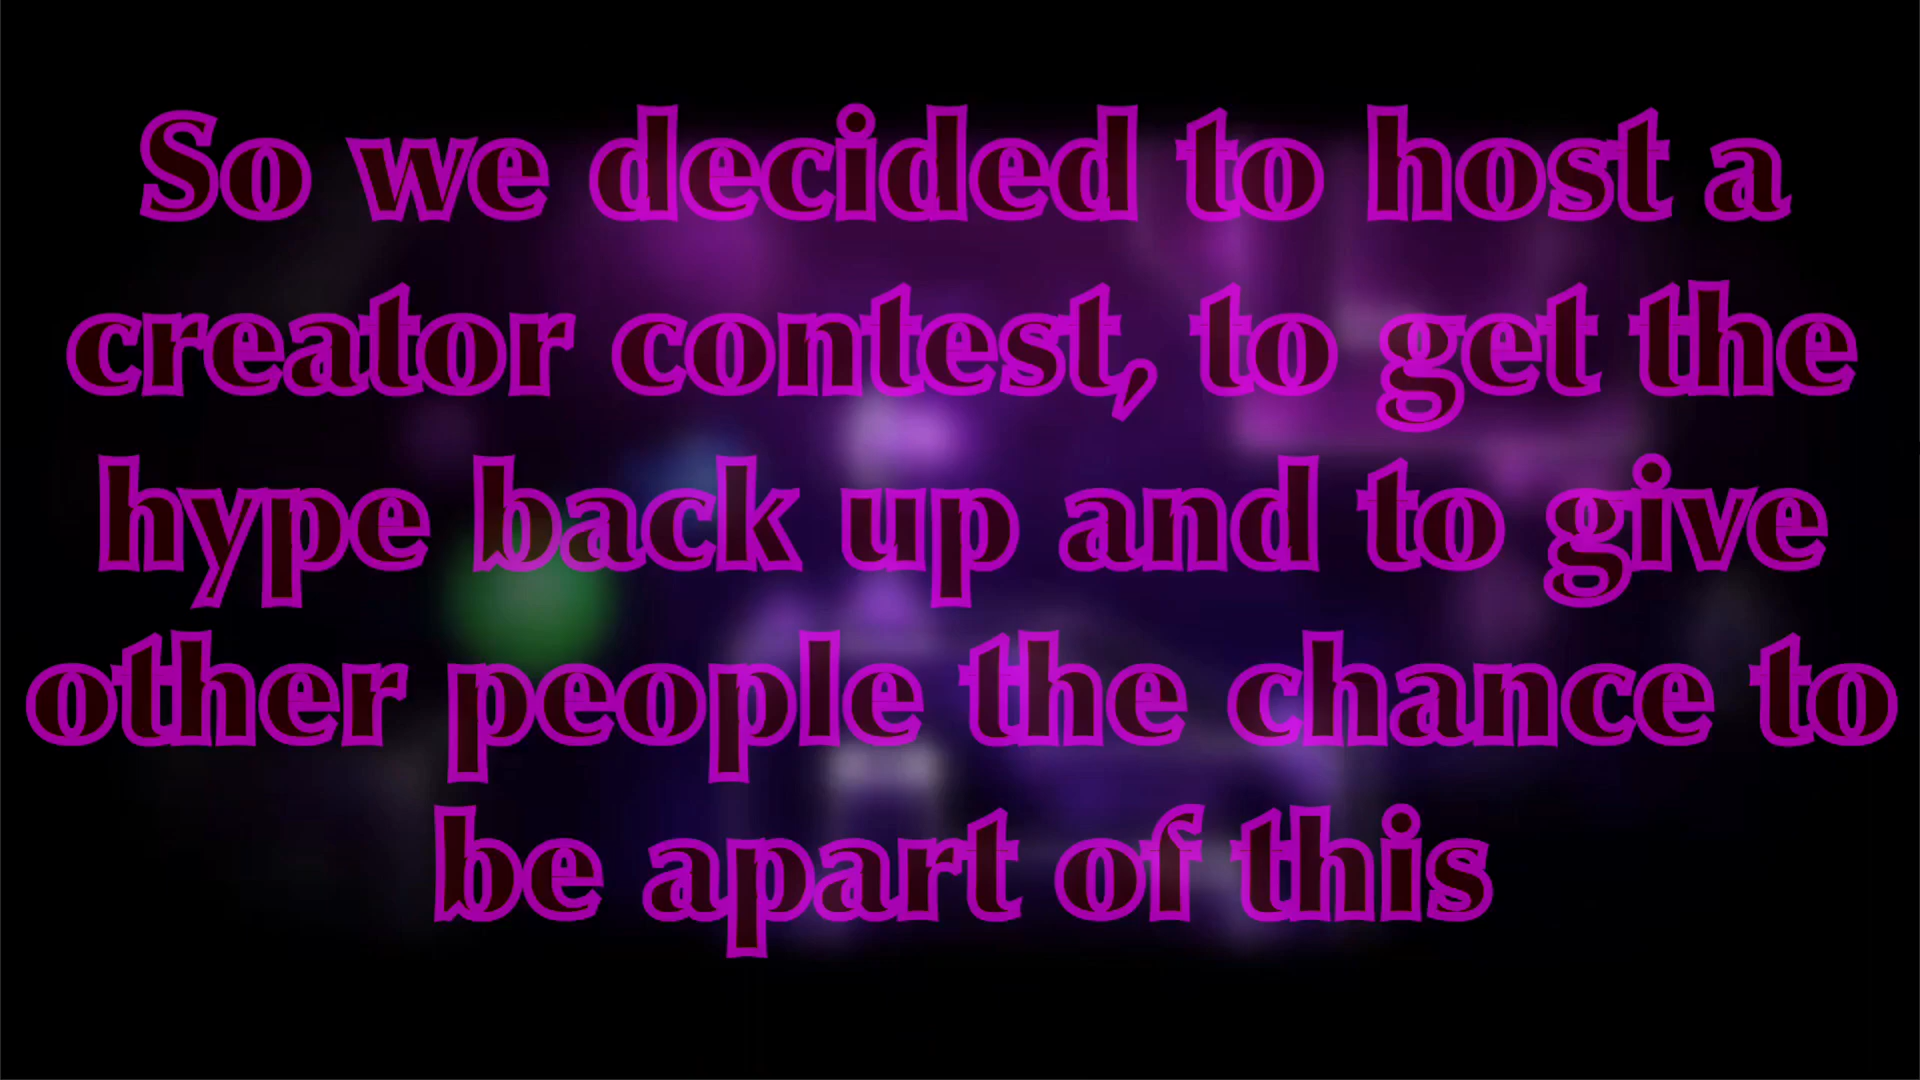 So we decided to host a
creator contest, to get the
hype back up and to give
other people the chance to
be apart of this